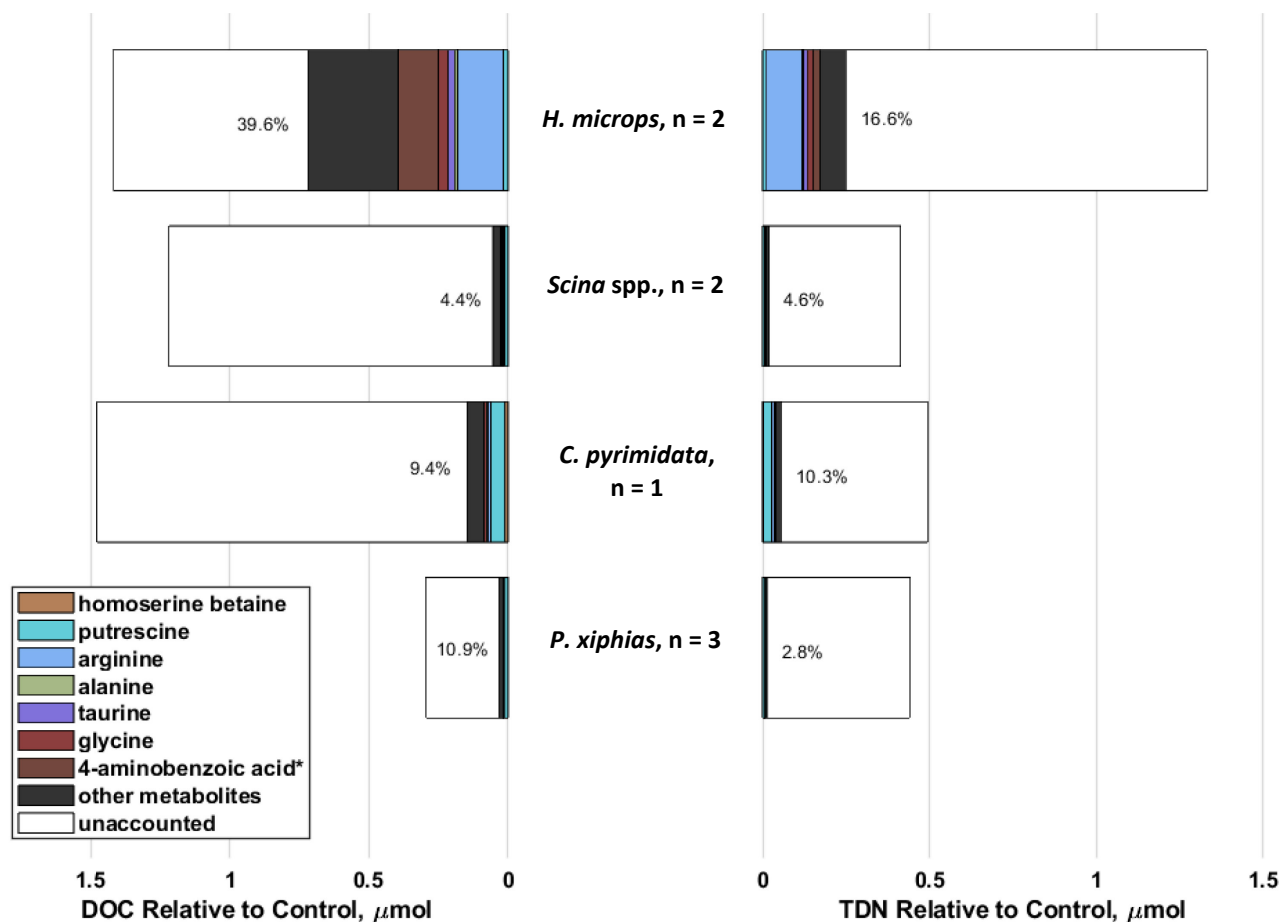 39.6%
H. microps, n = 2
16.6%
4.4%
Scina spp., n = 2
4.6%
9.4%
C. pyrimidata,
n = 1
10.3%
10.9%
P. xiphias, n = 3
2.8%
homoserine betaine
putrescine
arginine
alanine
taurine
glycine
4-aminobenzoic acid*
other metabolites
unaccounted
1.5 1 0.5 0
DOC Relative to Control, μmol
0 0.5 1 1.5
TDN Relative to Control, μmol